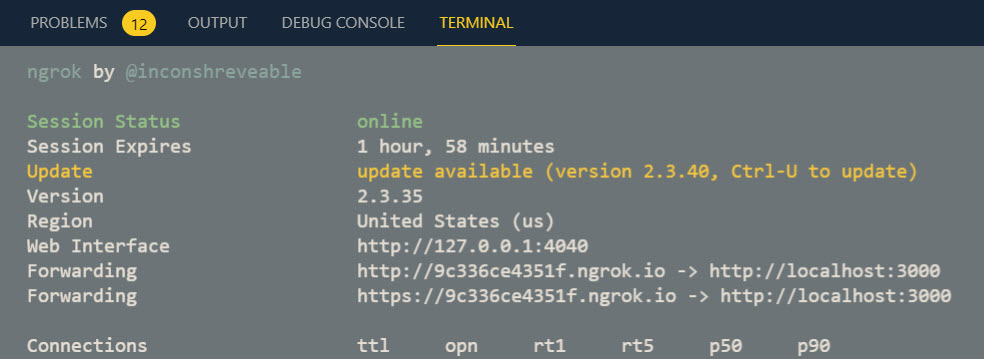 PROBLEMS 12 OUTPUT DEBUG CONSOLE TERMINAL
ngrok by @inconshreveable
Session Status online
Session Expires 1 hour, 58 minutes
Update update available (version 2.3.40, Ctrl-U to update)
Version 2.3.35
Region United States (us)
Web Interface http://127.0.0.1:4040
Forwarding http://9c336ce4351f.ngrok.io -> http://localhost:3000
Forwarding https://9c336ce4351f.ngrok.io -> http://localhost:3000
Connections ttl opn rt1 rt5 p50 p90